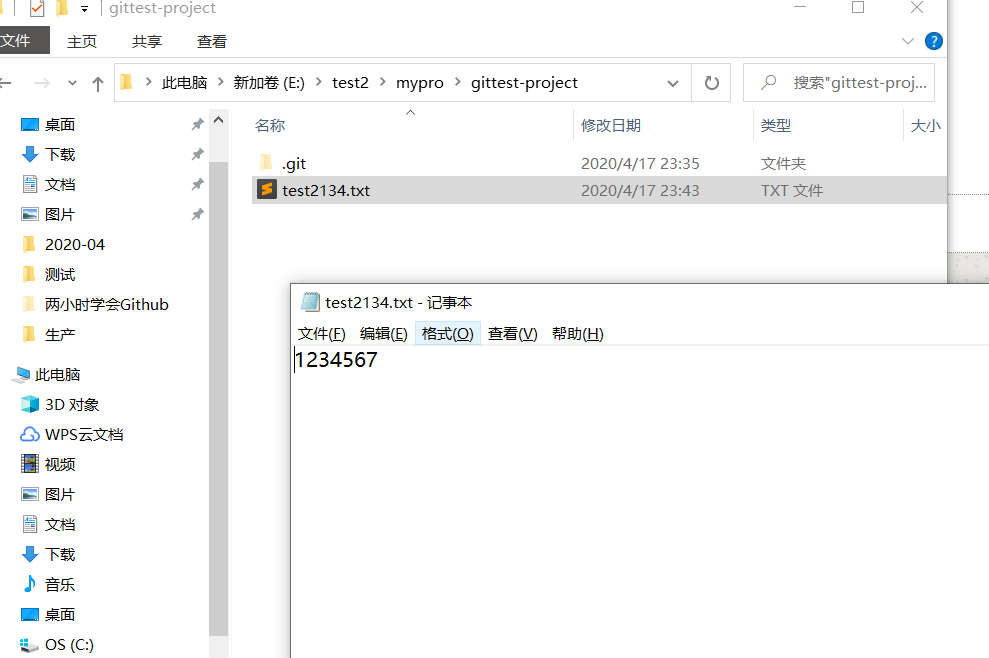 gittest-project
文件 主页 共享 查看
此电脑 新加卷 (E:) test2 mypro gittest-project 搜索"gittest-proj...
名称 修改日期 类型 大小
.git 2020/4/17 23:35 文件夹
test2134.txt 2020/4/17 23:43 TXT 文件
桌面
下载
文档
图片
2020-04
测试
两小时学会Github
生产
此电脑
3D 对象
WPS云文档
视频
图片
文档
下载
音乐
桌面
OS (C:)
test2134.txt - 记事本
文件(F) 编辑(E) 格式(O) 查看(V) 帮助(H)
1234567